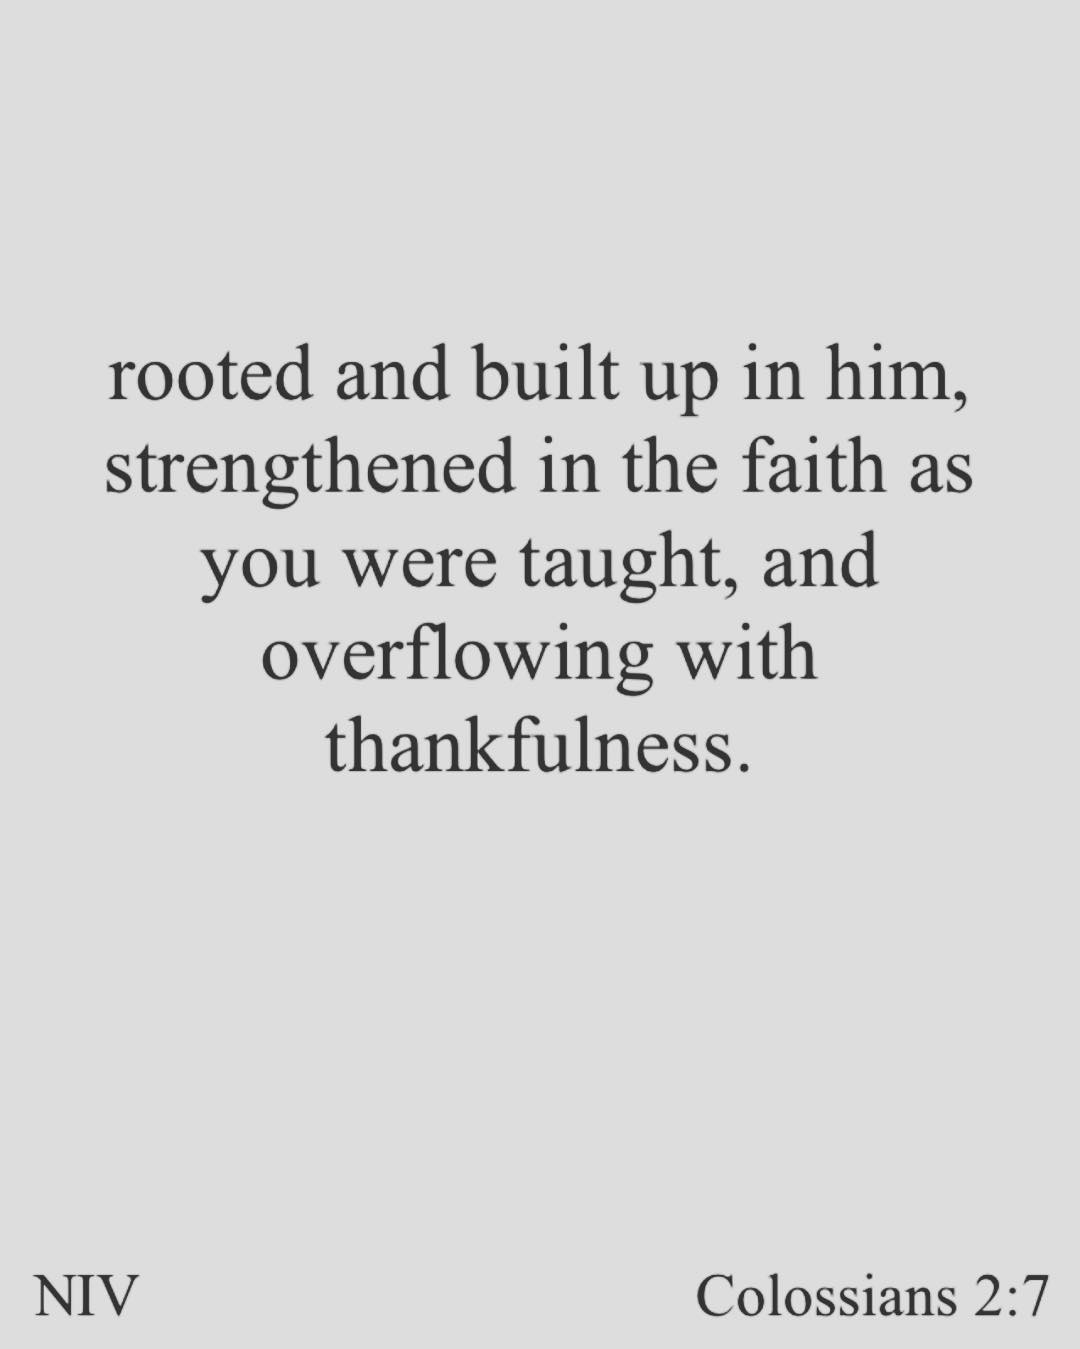 rooted and built up in him,
strengthened in the faith as
you were taught, and
overflowing with
thankfulness.
NIV
Colossians 2:7